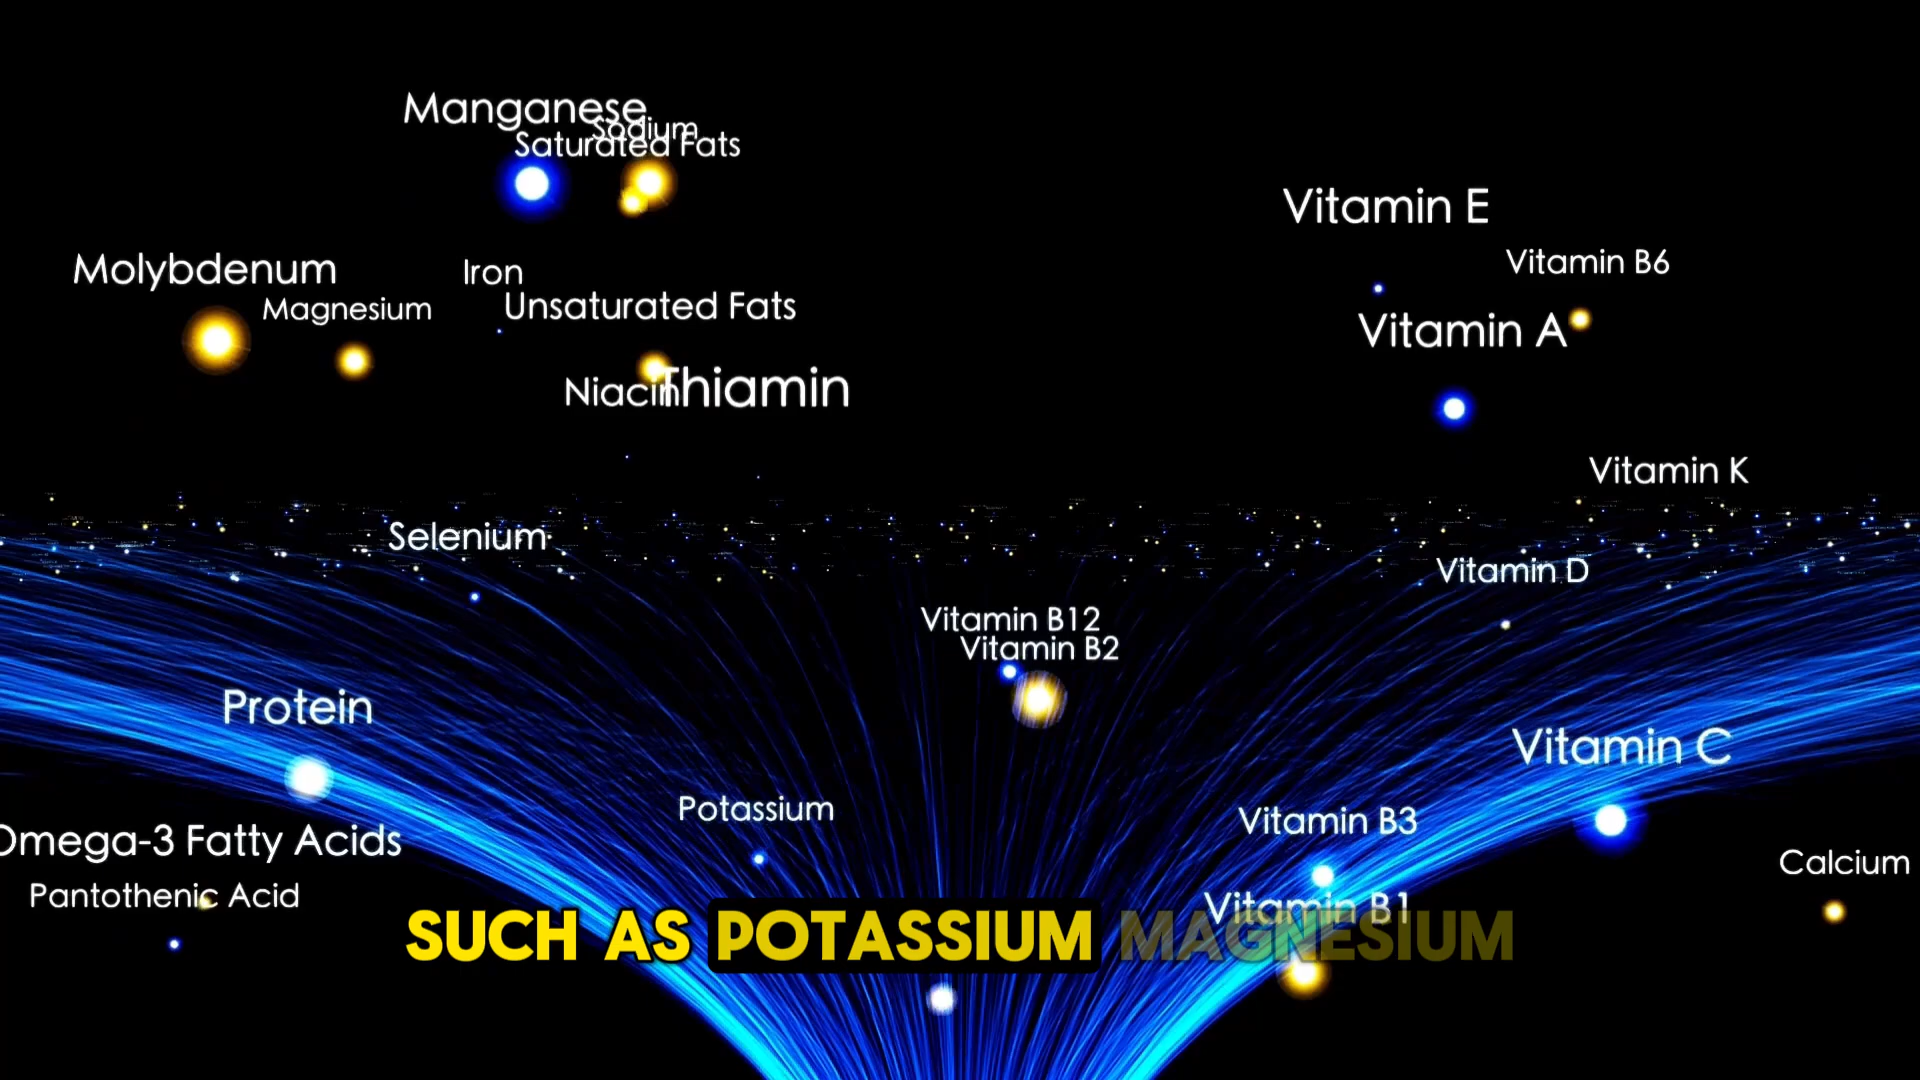 Manganese
Sodium
Saturated Fats
Vitamin E
Vitamin B6
Molybdenum
Iron
Magnesium
Unsaturated Fats
Vitamin A
Niacin
Thiamin
Vitamin K
Selenium
Vitamin D
Vitamin B12
Vitamin B2
Protein
Vitamin C
Potassium
Vitamin B3
Omega-3 Fatty Acids
Calcium
Pantothenic Acid
Vitamin B1
SUCH AS POTASSIUM MAGNESIUM